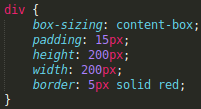 div {
    box-sizing: content-box;
    padding: 15px;
    height: 200px;
    width: 200px;
    border: 5px solid red;
}